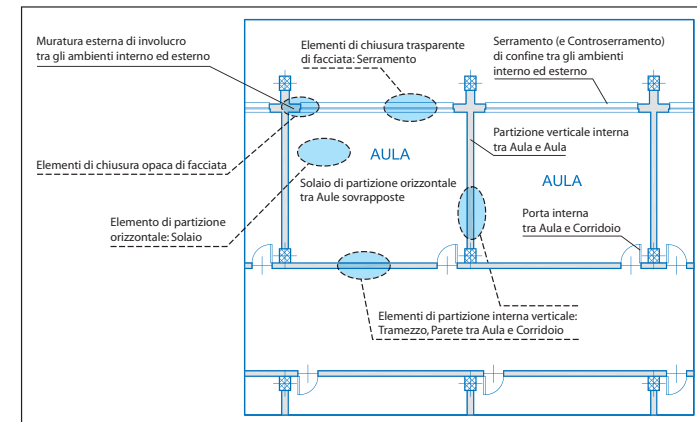 Muratura esterna di involucro
tra gli ambienti interno ed esterno
Elementi di chiusura trasparente
di facciata: Serramento
Serramento (e Controserramento)
di confine tra gli ambienti
interno ed esterno
Partizione verticale interna
tra Aula e Aula
AULA
Elementi di chiusura opaca di facciata
AULA
Solaio di partizione orizzontale
tra Aule sovrapposte
Elemento di partizione
orizzontale: Solaio
Porta interna
tra Aula e Corridoio
Elementi di partizione interna verticale:
Tramezzo, Parete tra Aula e Corridoio